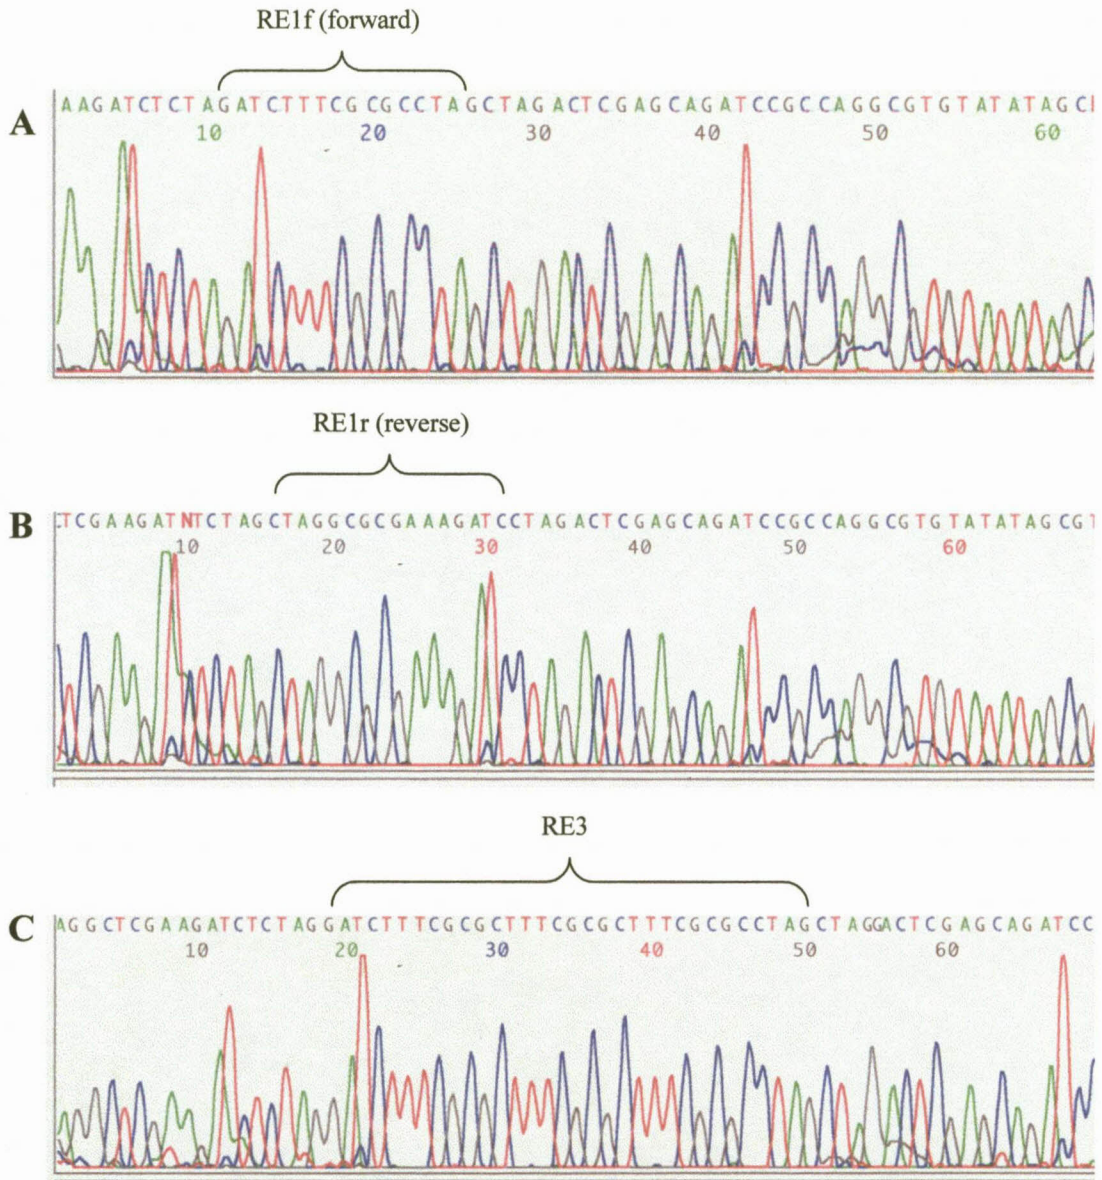 RE1f (forward)
A
AAGATCTCTAGATCTTTCGCGCCTAGCTAGACTCGAGCAGATCCGCCAGGCGTGTATATAGC
10 20 30 40 50 60
RE1r (reverse)
B
TCGAAGATNTCTAGCTAGGCGCGAAAGATCCTAGACTCGAGCAGATCCGCCAGGCGTGTATATAGCGT
10 20 30 40 50 60
RE3
C
AGGCTCGAAGATCTCTAGGATCTTTCGCGCTTTCGCGCTTTCGCGCCTAGCTAGGACTCGAGCAGATCC
10 20 30 40 50 60